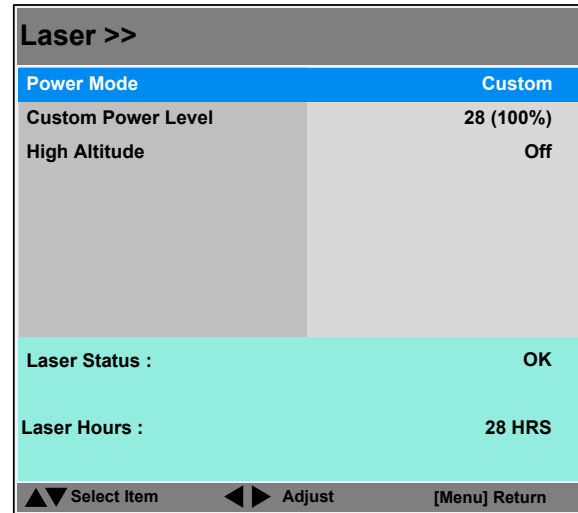 Laser >>
Power Mode Custom
Custom Power Level 28 (100%)
High Altitude Off
Laser Status : OK
Laser Hours : 28 HRS
▲▼ Select Item ◀ ▶ Adjust [Menu] Return